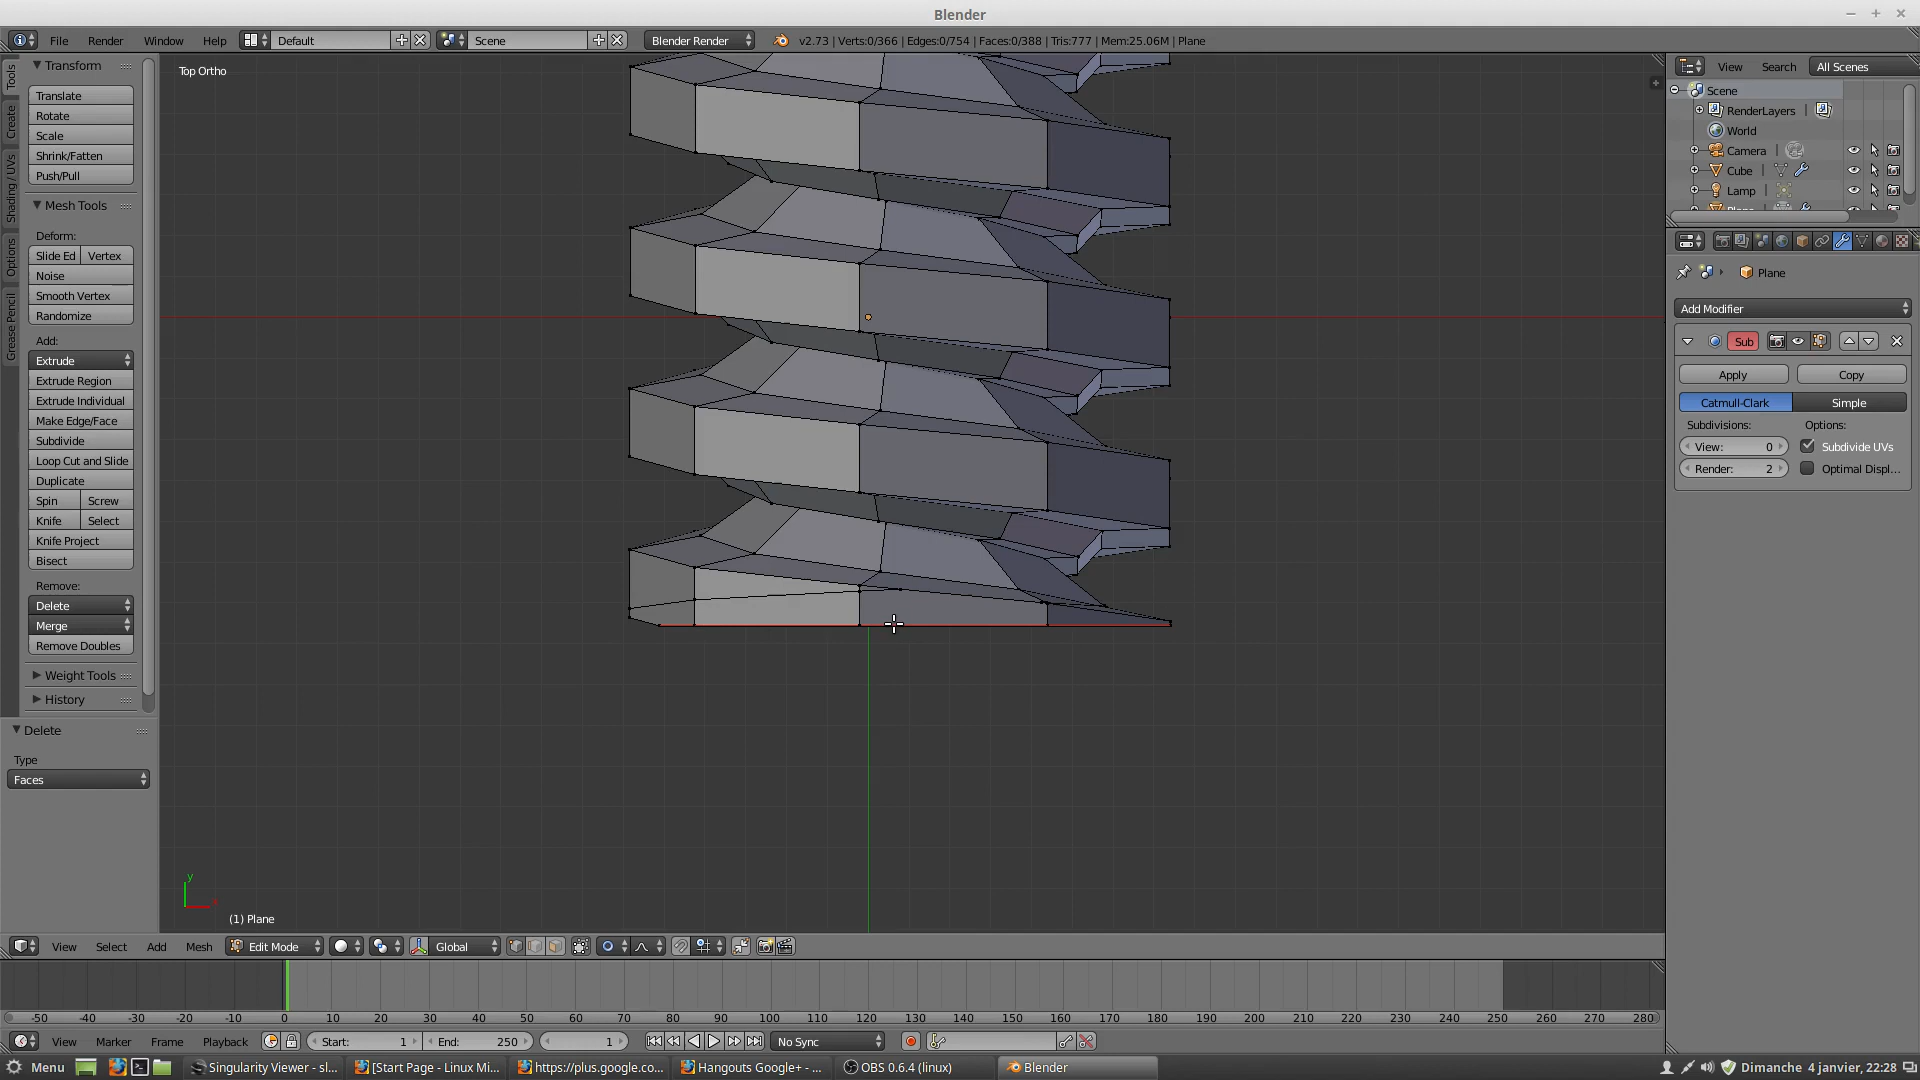 Blender
File Render Window Help Default Scene Blender Render v2.73 | Verts:0/366 | Edges:0/754 | Faces:0/388 | Tris:777 | Mem:25.06M | Plane
Tools
Create
Shading / UVs
Options
Grease Pencil
Transform
Translate
Rotate
Scale
Shrink/Fatten
Push/Pull
Mesh Tools
Deform:
Slide Ed Vertex
Noise
Smooth Vertex
Randomize
Add:
Extrude
Extrude Region
Extrude Individual
Make Edge/Face
Subdivide
Loop Cut and Slide
Duplicate
Spin Screw
Knife Select
Knife Project
Bisect
Remove:
Delete
Merge
Remove Doubles
Weight Tools
History
Delete
Type
Faces
Top Ortho
y
(1) Plane
View Search All Scenes
Scene
RenderLayers
World
Camera
Cube
Lamp
Plane
Add Modifier
Sub
Apply Copy
Catmull-Clark Simple
Subdivisions: Options:
View: 0 Subdivide UVs
Render: 2 Optimal Displ...
View Select Add Mesh Edit Mode Global
-50 -40 -30 -20 -10 0 10 20 30 40 50 60 70 80 90 100 110 120 130 140 150 160 170 180 190 200 210 220 230 240 250 260 270 280
View Marker Frame Playback Start: 1 End: 250 1 No Sync
Menu Singularity Viewer - sl... [Start Page - Linux Mi... https://plus.google.co... Hangouts Google+ - ... OBS 0.6.4 (linux) Blender Dimanche 4 janvier, 22:28